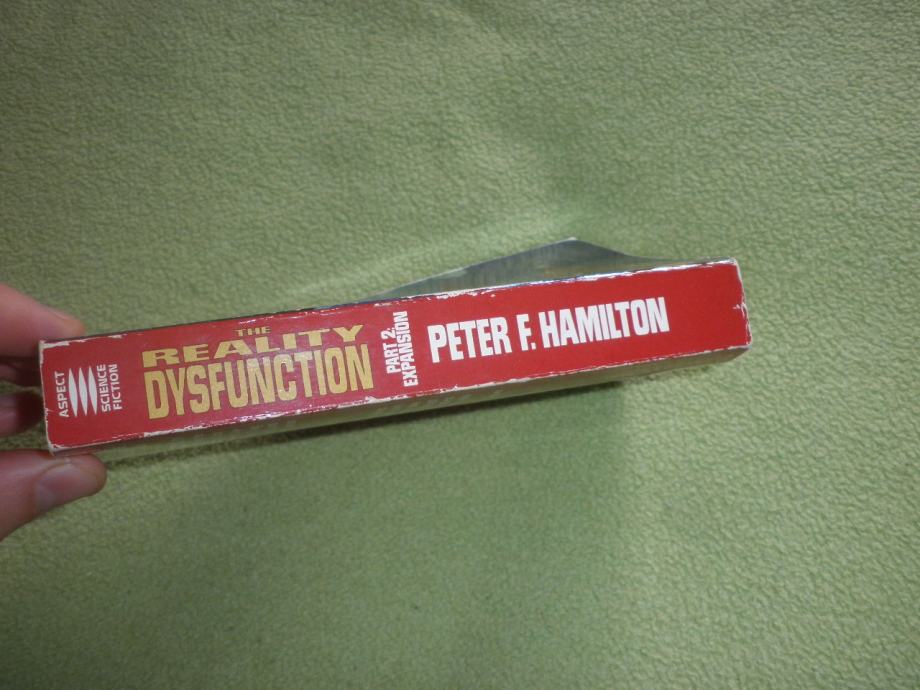 ASPECT
SCIENCE
FICTION
THE
REALITY
DYSFUNCTION
PART 2:
EXPANSION
PETER F. HAMILTON